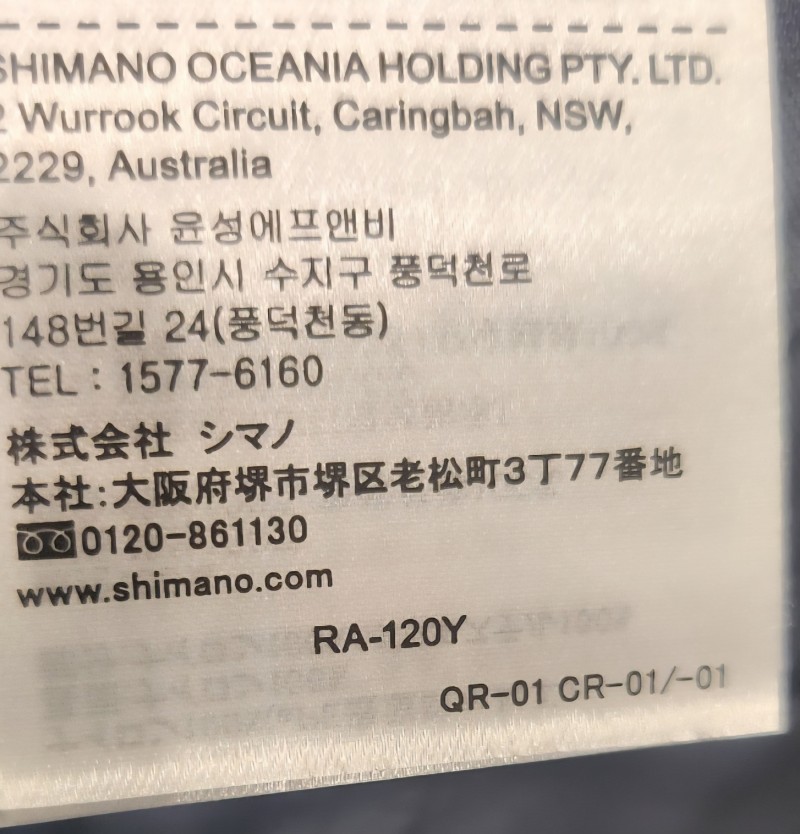 SHIMANO OCEANIA HOLDING PTY. LTD.
2 Wurrook Circuit, Caringbah, NSW,
2229, Australia
주식회사 윤성에프앤비
경기도 용인시 수지구 풍덕천로
148번길 24(풍덕천동)
TEL : 1577-6160
株式会社 シマノ
本社:大阪府堺市堺区老松町3丁77番地
0120-861130
www.shimano.com
RA-120Y
QR-01 CR-01/-01